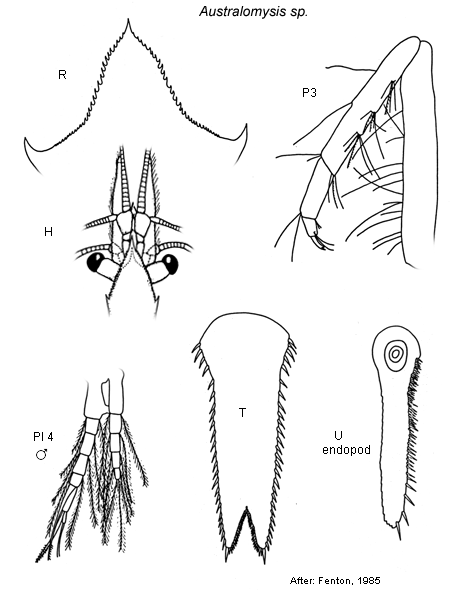 Australomysis sp.
R
P3
H
Pl 4
♂
T
U
endopod
After: Fenton, 1985